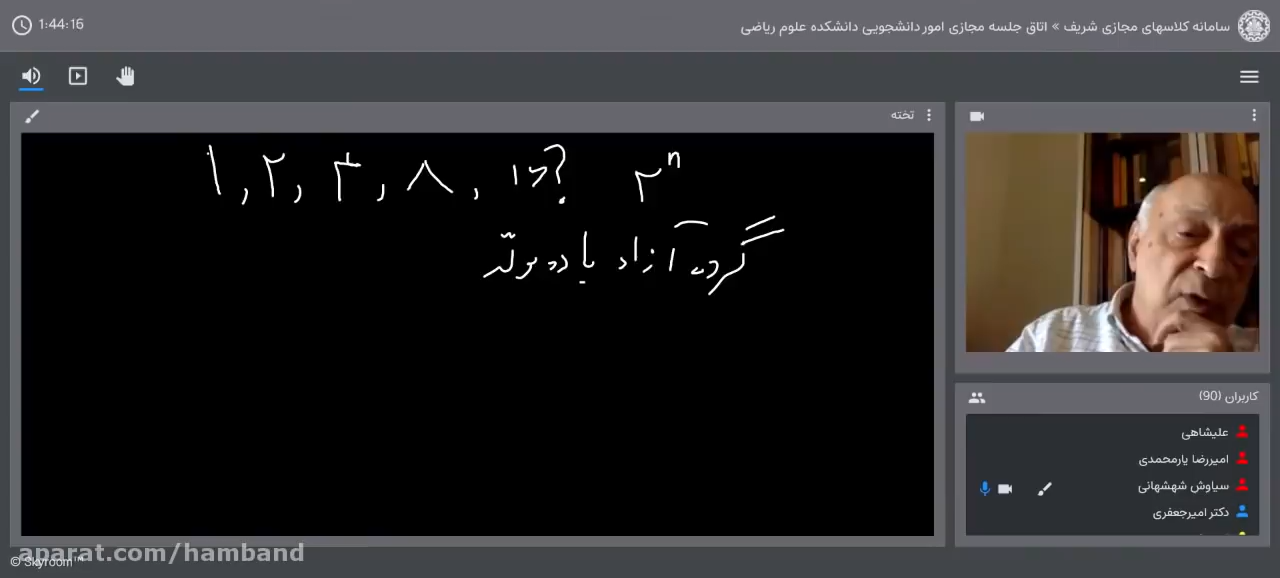 1:44:16
سامانه کلاسهای مجازی شریف » اتاق جلسه مجازی امور دانشجویی دانشکده علوم ریاضی
تخته
۱, ۲, ۴, ۸, ۱۶? ۲ⁿ
گروه آزاد با دو مولّد
کاربران (90)
علیشاهی
امیررضا یارمحمدی
سیاوش شهشهانی
دکتر امیرجعفری
aparat.com/hamband
© Skyroom™